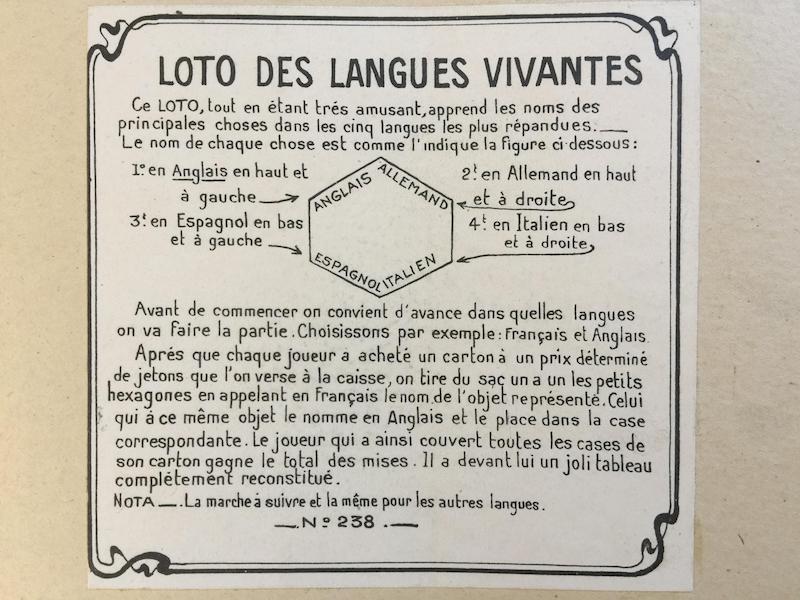 LOTO DES LANGUES VIVANTES
Ce LOTO, tout en étant trés amusant, apprend les noms des
principales choses dans les cinq langues les plus répandues.__
Le nom de chaque chose est comme l'indique la figure ci-dessous:
1º en Anglais en haut et
à gauche
2t en Allemand en haut
et à droite
3t en Espagnol en bas
et à gauche
4t en Italien en bas
et à droite
ANGLAIS ALLEMAND
ESPAGNOL ITALIEN
Avant de commencer on convient d'avance dans quelles langues
on va faire la partie. Choisissons par exemple: Français et Anglais.
Aprés que chaque joueur a acheté un carton à un prix déterminé
de jetons que l'on verse à la caisse, on tire du sac un a un les petits
hexagones en appelant en Français le nom de l'objet représenté. Celui
qui á ce même objet le nomme en Anglais et le place dans la case
correspondante. Le joueur qui a ainsi couvert toutes les cases de
son carton gagne le total des mises. Il a devant lui un joli tableau
complétement reconstitué.
NOTA __. La marche à suivre et la même pour les autres langues.
__. Nº 238 .__